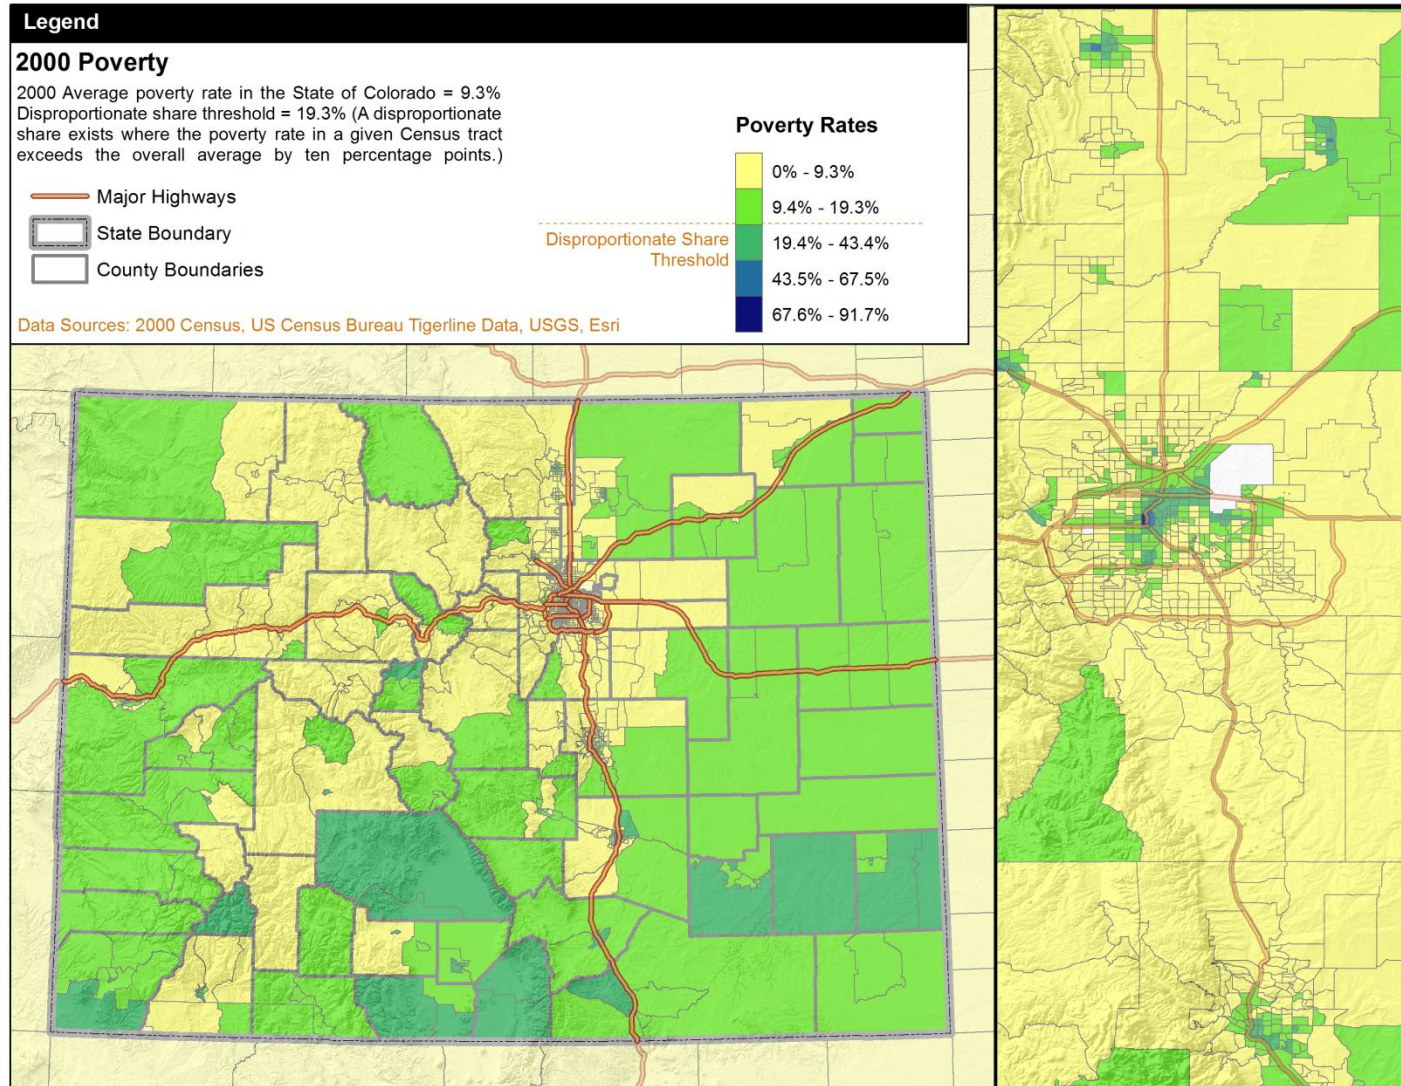 Legend
2000 Poverty
2000 Average poverty rate in the State of Colorado = 9.3%
Disproportionate share threshold = 19.3% (A disproportionate
share exists where the poverty rate in a given Census tract
exceeds the overall average by ten percentage points.)
Major Highways
State Boundary
County Boundaries
Data Sources: 2000 Census, US Census Bureau Tigerline Data, USGS, Esri
Poverty Rates
0% - 9.3%
9.4% - 19.3%
Disproportionate Share
Threshold
19.4% - 43.4%
43.5% - 67.5%
67.6% - 91.7%